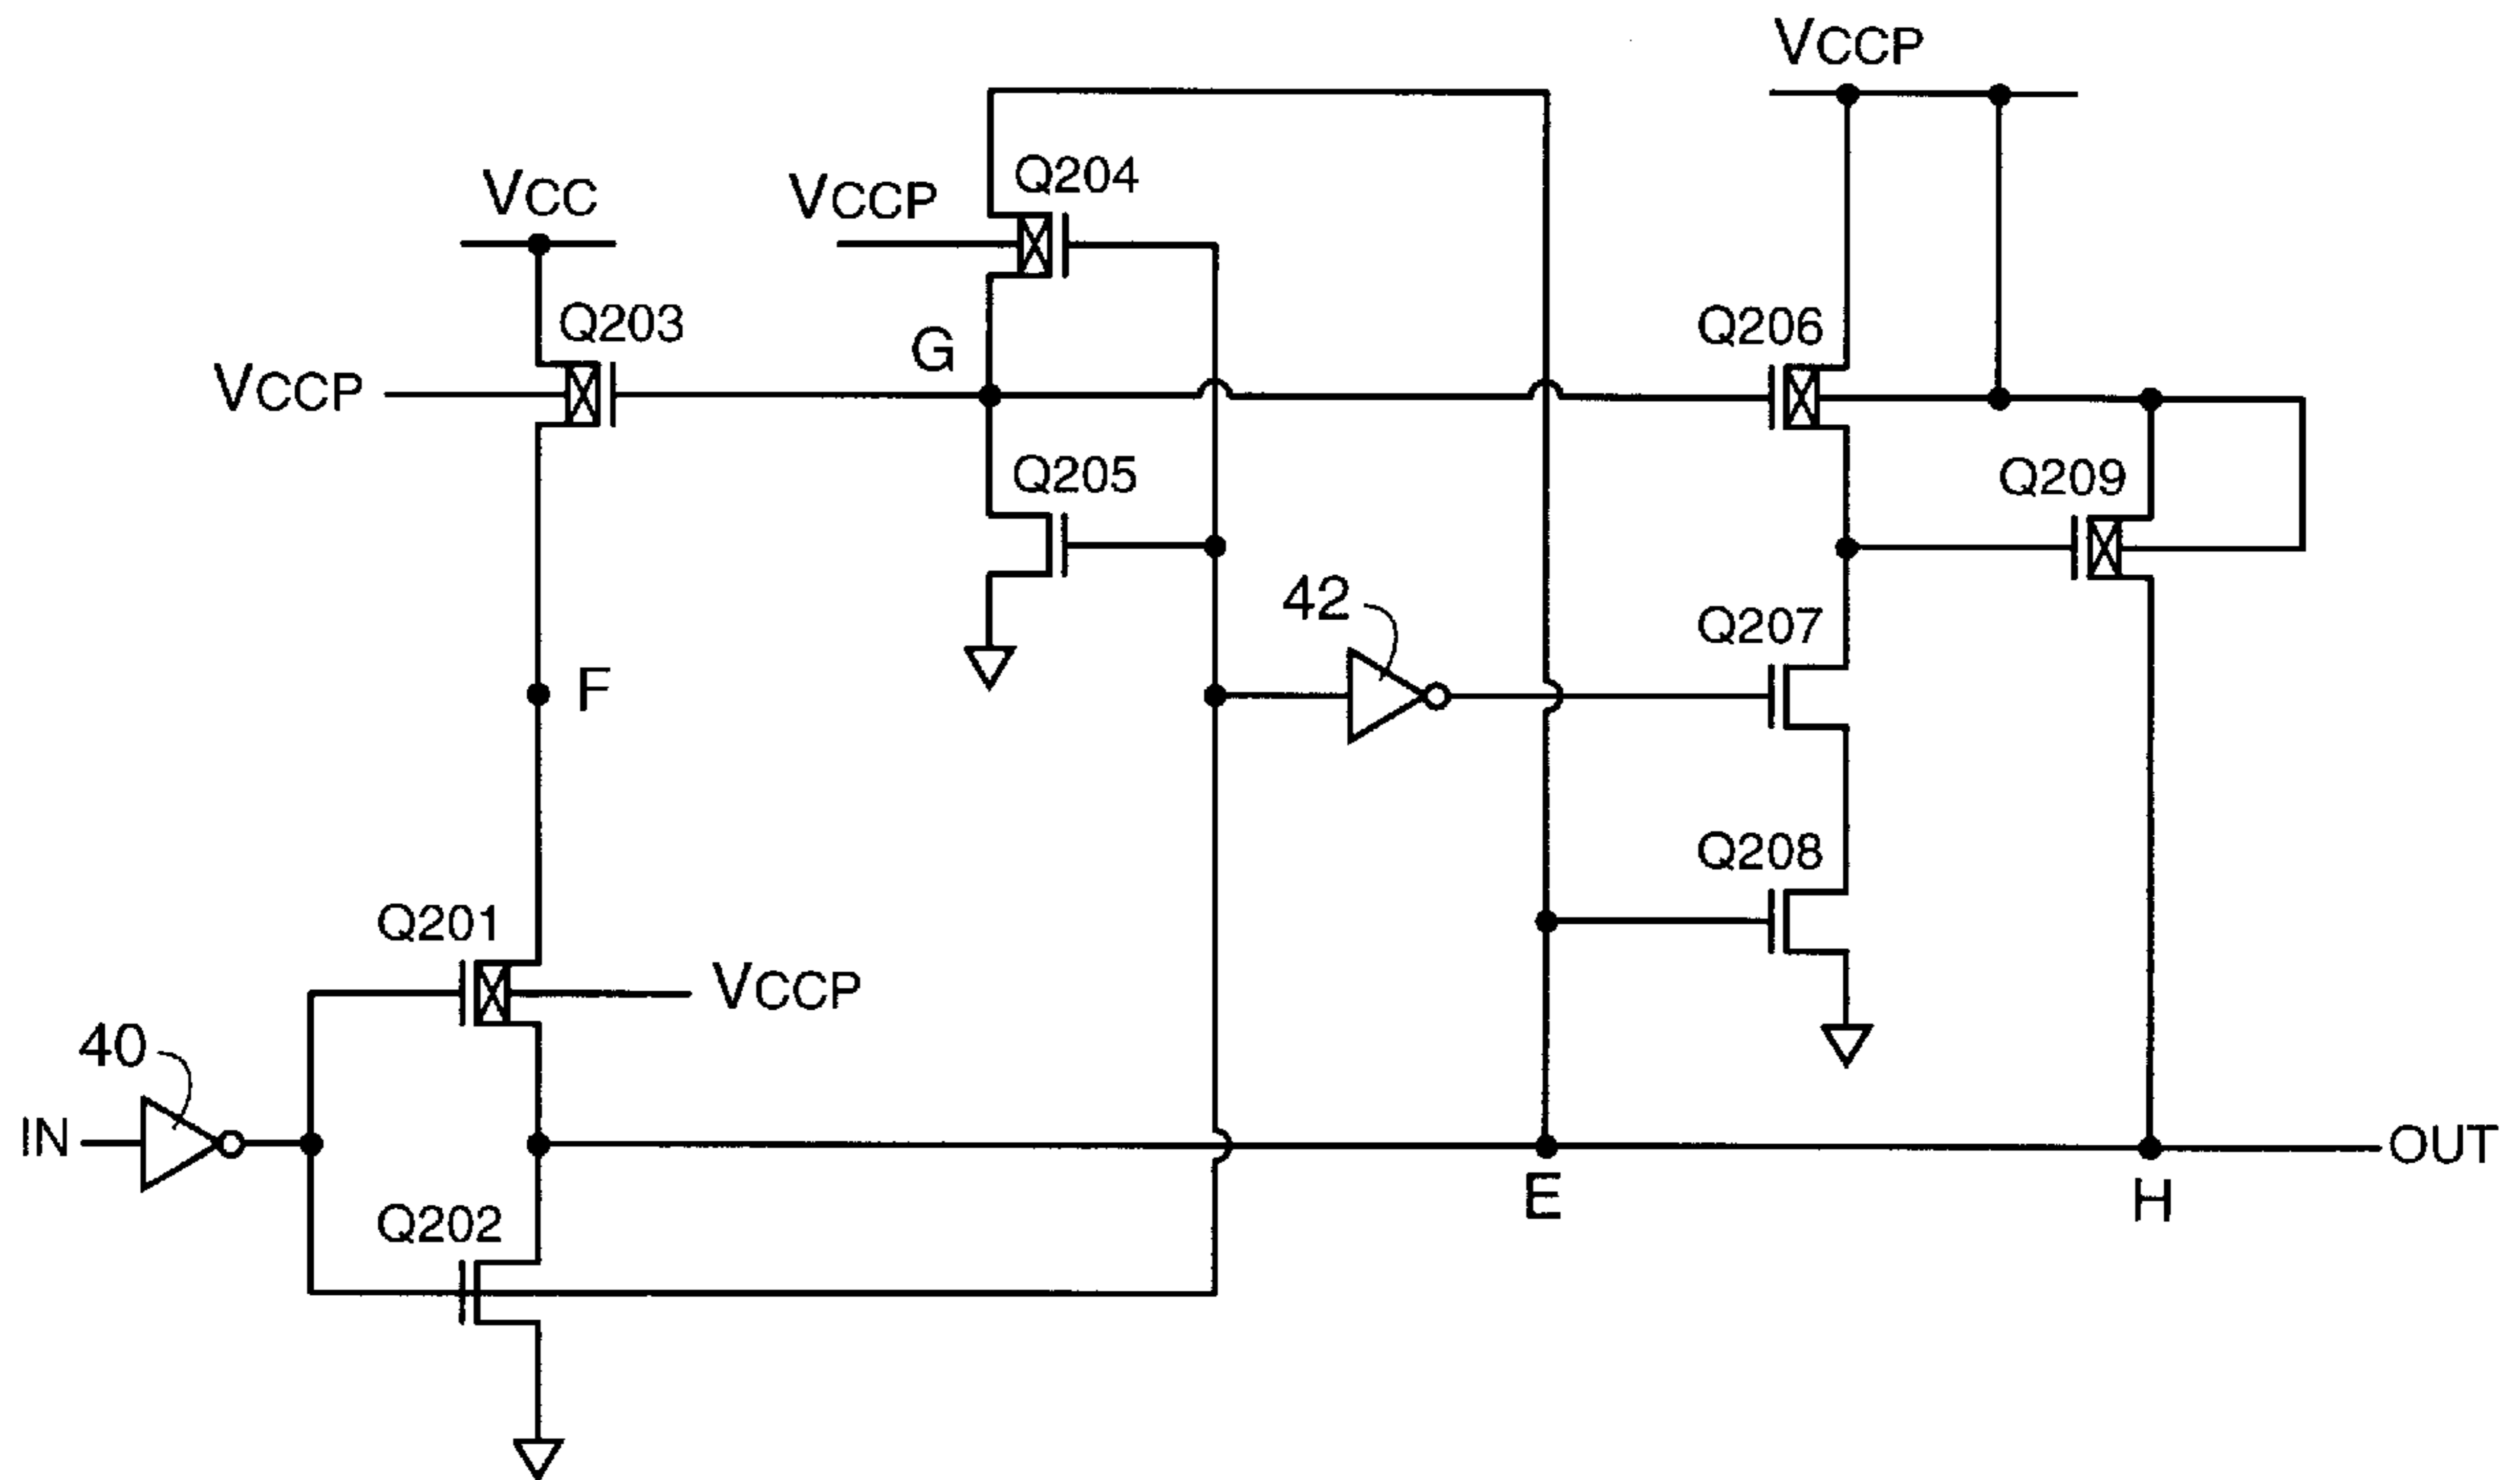 VCCP
VCC
VCCP
Q204
Q203
VCCP
G
Q206
Q205
Q209
42
Q207
F
Q208
Q201
VCCP
40
IN
Q202
E
H
OUT